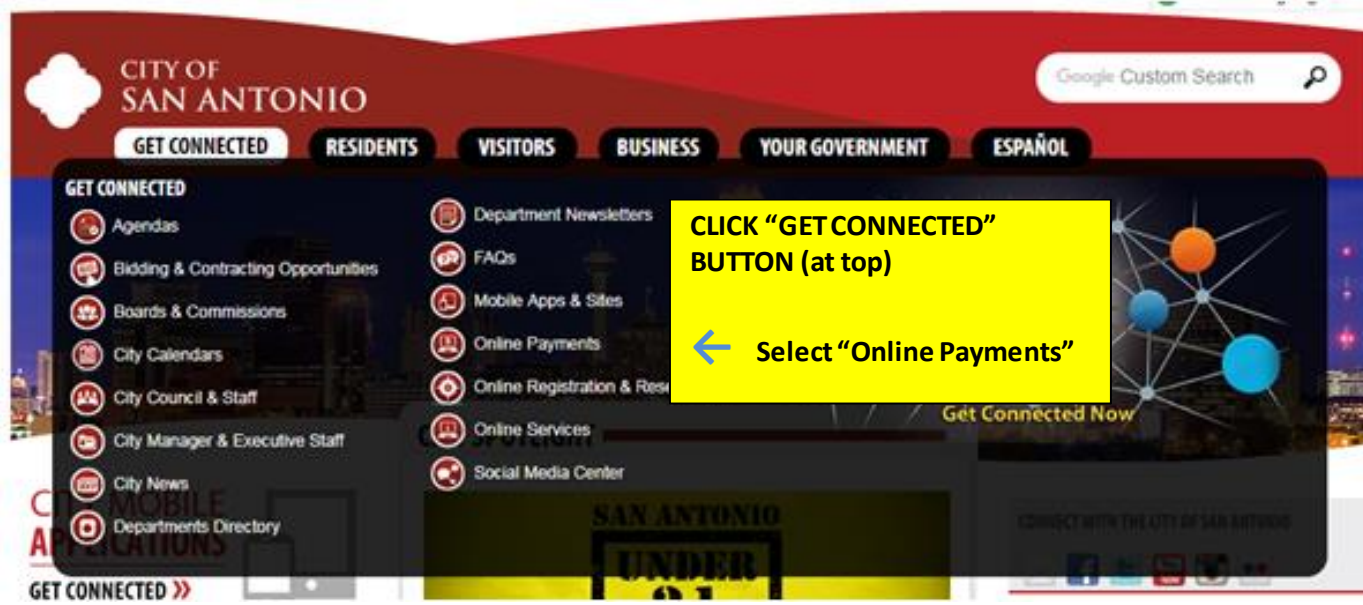 CITY OF
SAN ANTONIO
Google Custom Search
GET CONNECTED RESIDENTS VISITORS BUSINESS YOUR GOVERNMENT ESPAÑOL
GET CONNECTED
Agendas
Bidding & Contracting Opportunities
Boards & Commissions
City Calendars
City Council & Staff
City Manager & Executive Staff
City News
Departments Directory
Department Newsletters
FAQs
Mobile Apps & Sites
Online Payments
Online Registration & Rese
Online Services
Social Media Center
CLICK “GET CONNECTED”
BUTTON (at top)
← Select “Online Payments”
Get Connected Now
MOBILE
APPLICATIONS
GET CONNECTED »
SAN ANTONIO
UNDER
21
CONNECT WITH THE CITY OF SAN ANTONIO